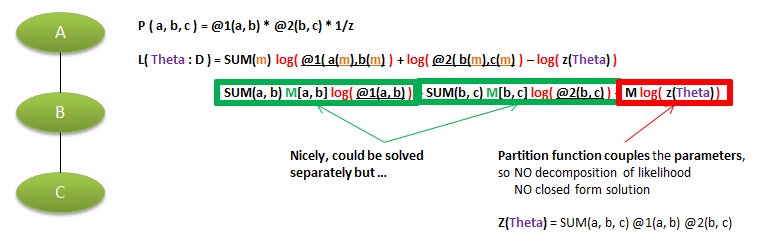 A
B
C
P ( a, b, c ) = @1(a, b) * @2(b, c) * 1/z
L( Theta : D ) = SUM(m) log( @1( a(m),b(m) ) + log( @2( b(m),c(m) ) – log( z(Theta) )
SUM(a, b) M[a, b] log( @1(a, b) ) SUM(b, c) M[b, c] log( @2(b, c) ) M log( z(Theta) )
Nicely, could be solved
separately but ...
Partition function couples the parameters,
so NO decomposition of likelihood
NO closed form solution
Z(Theta) = SUM(a, b, c) @1(a, b) @2(b, c)